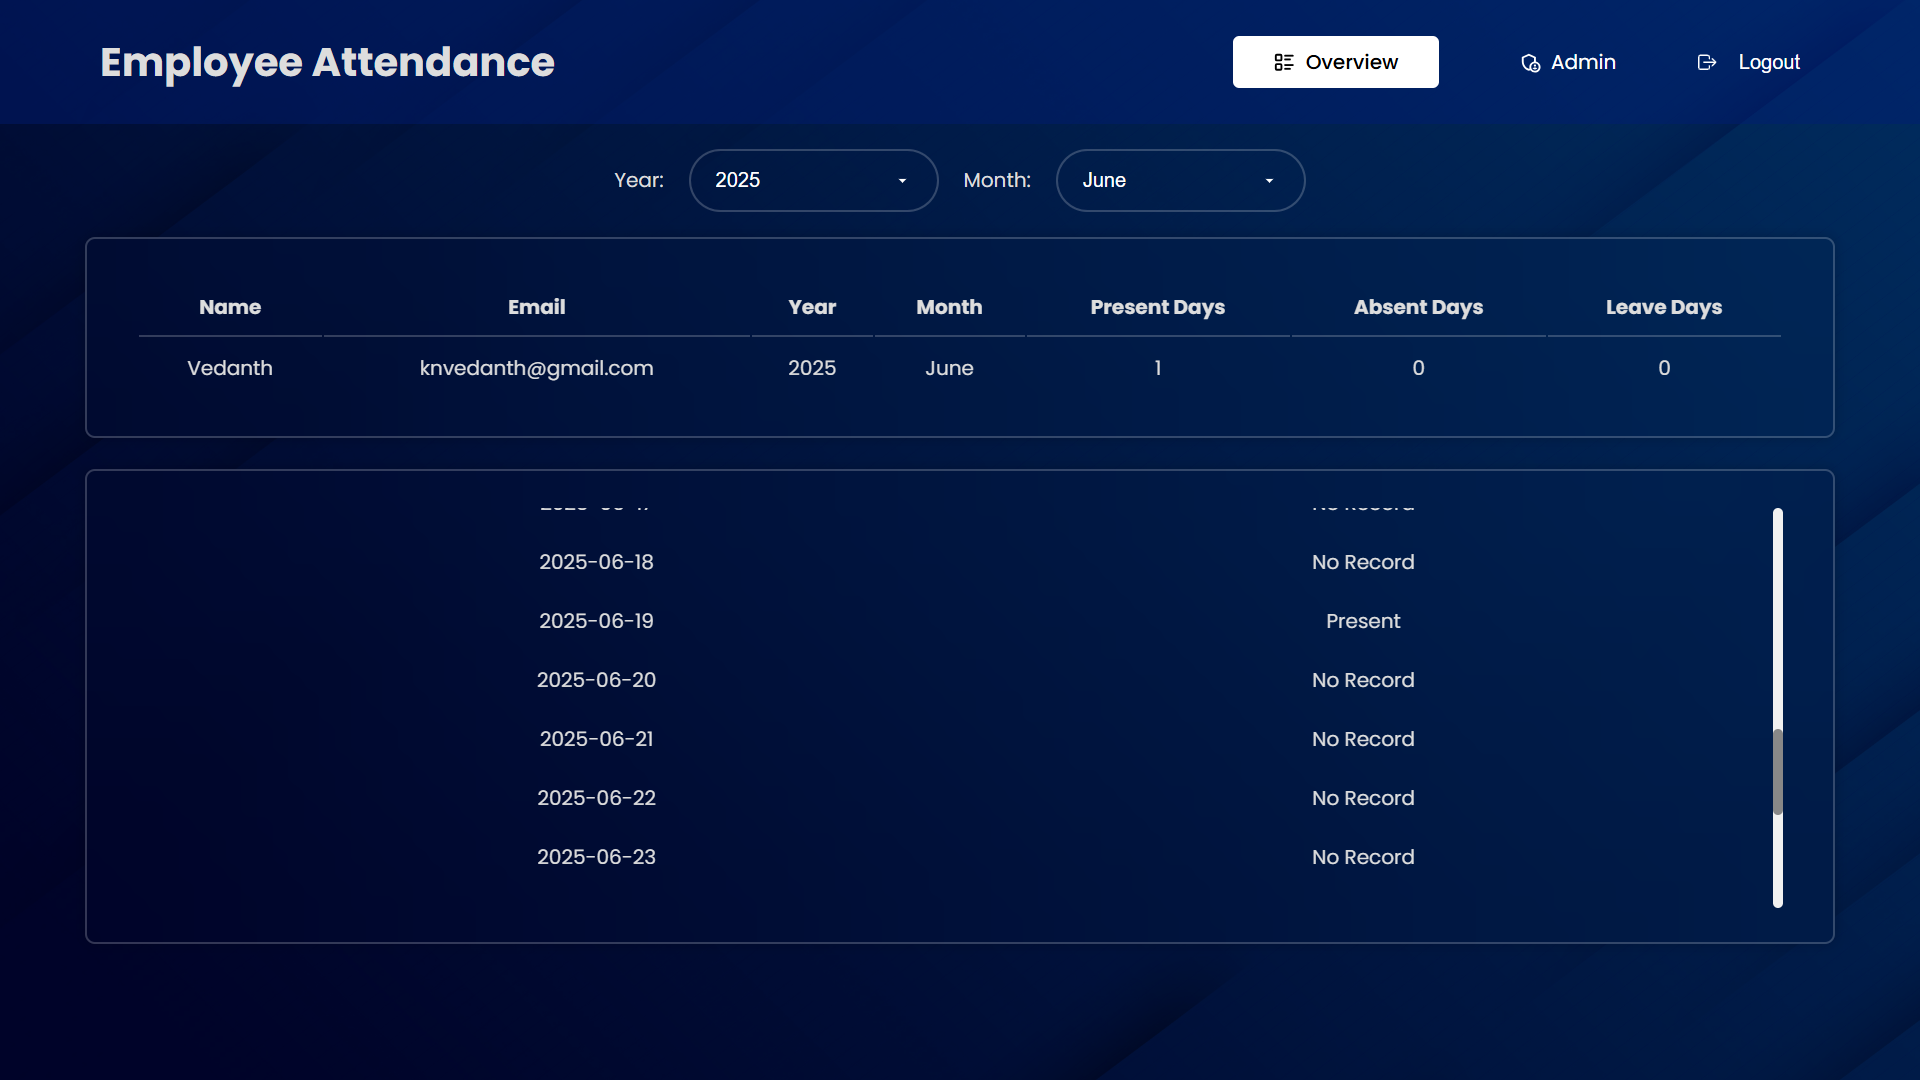 Employee Attendance
Overview
Admin
Logout
Year: 2025 Month: June
Name Email Year Month Present Days Absent Days Leave Days
Vedanth knvedanth@gmail.com 2025 June 1 0 0
2025-06-18 No Record
2025-06-19 Present
2025-06-20 No Record
2025-06-21 No Record
2025-06-22 No Record
2025-06-23 No Record